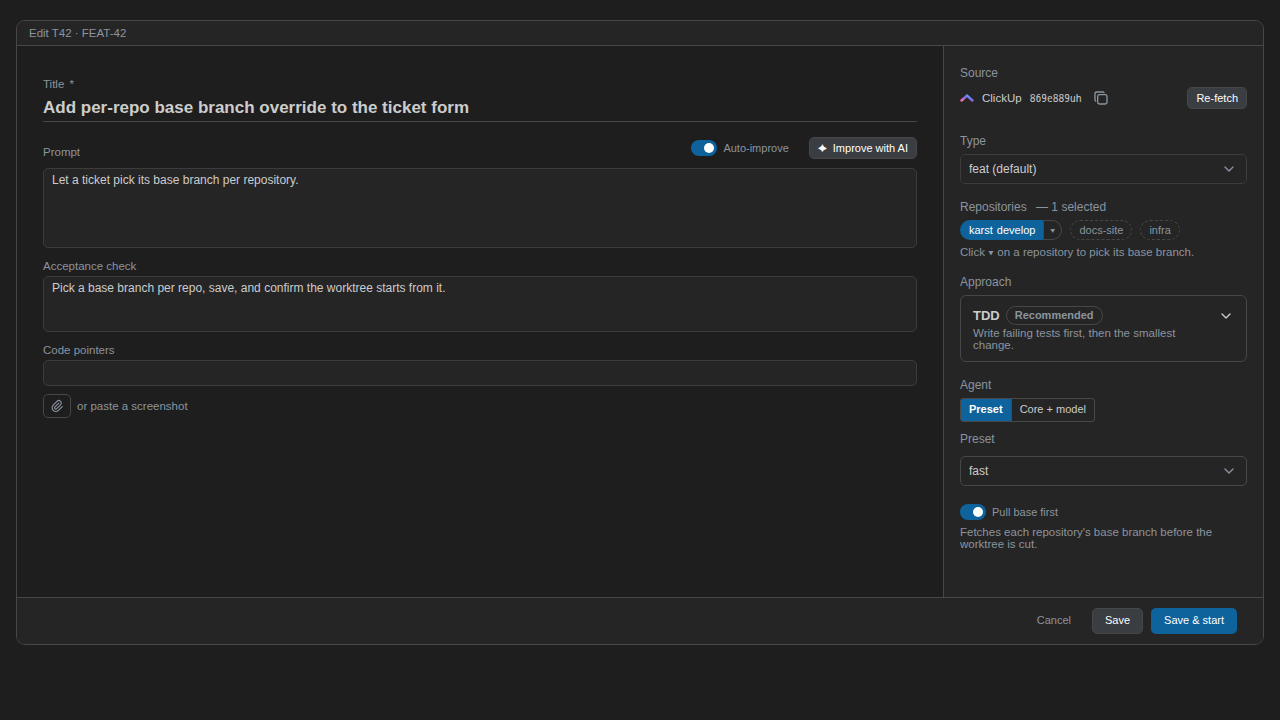 Edit T42 · FEAT-42
Title *
Add per-repo base branch override to the ticket form
Prompt
Auto-improve
Improve with AI
Let a ticket pick its base branch per repository.
Acceptance check
Pick a base branch per repo, save, and confirm the worktree starts from it.
Code pointers
or paste a screenshot
Source
ClickUp 869e889uh
Re-fetch
Type
feat (default)
Repositories — 1 selected
karst develop ▾ docs-site infra
Click ▾ on a repository to pick its base branch.
Approach
TDD Recommended
Write failing tests first, then the smallest
change.
Agent
Preset Core + model
Preset
fast
Pull base first
Fetches each repository's base branch before the
worktree is cut.
Cancel Save Save & start